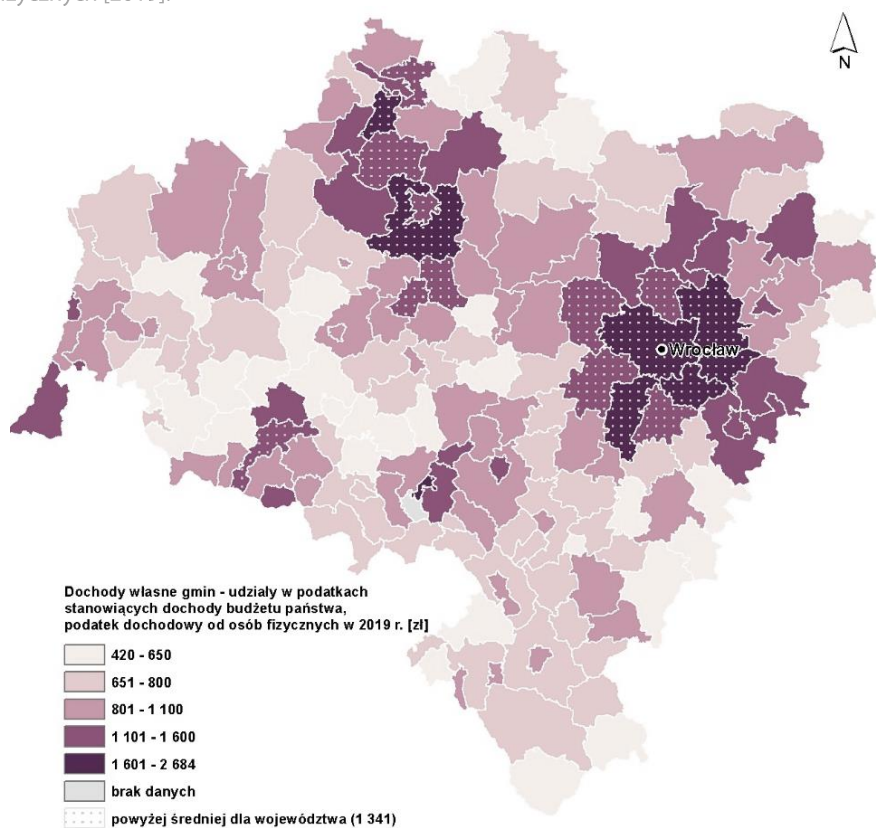 [2019].
N
Wrocław
Dochody własne gmin - udziały w podatkach
stanowiących dochody budżetu państwa,
podatek dochodowy od osób fizycznych w 2019 r. [zł]
420 - 650
651 - 800
801 - 1 100
1 101 - 1 600
1 601 - 2 684
brak danych
powyżej średniej dla województwa (1 341)